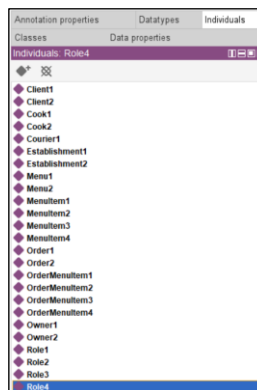 Annotation properties Datatypes Individuals
Classes Data properties
Individuals: Role4
Client1
Client2
Cook1
Cook2
Courier1
Establishment1
Establishment2
Menu1
Menu2
MenuItem1
MenuItem2
MenuItem3
MenuItem4
Order1
Order2
OrderMenuItem1
OrderMenuItem2
OrderMenuItem3
OrderMenuItem4
Owner1
Owner2
Role1
Role2
Role3
Role4